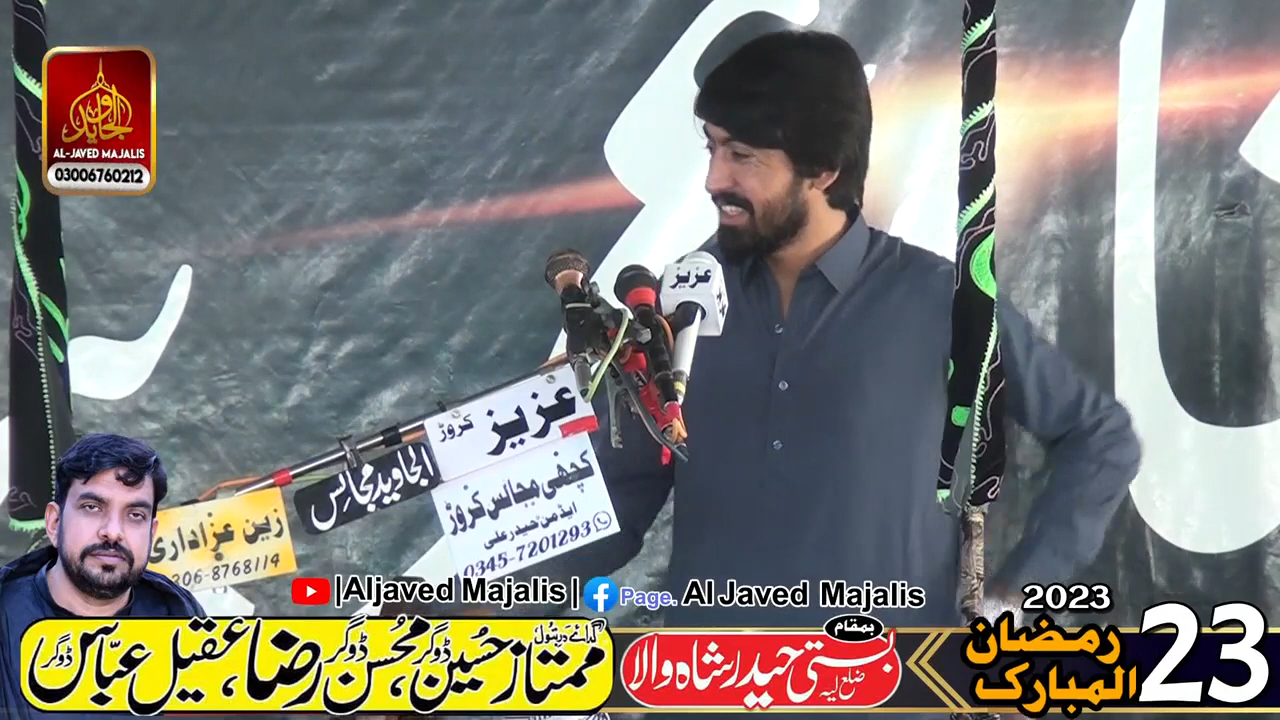 الجاوید
AL-JAVED MAJALIS
03006760212
عزیز
عزیز کروڑ
الجاوید مجالس
کچھی مجالس کروڑ
ایڈمن حیدر علی
0345-7201293
زین عزاداری
306-8768114
|Aljaved Majalis| Page. Al Javed Majalis
گدائے درِ بتولؑ
ممتاز حسین ڈوگر، محسن ڈوگر، رضا، عقیل عباس ڈوگر
بمقام
بستی حیدر شاہ والا
ضلع لیہ
2023
رمضان المبارک 23